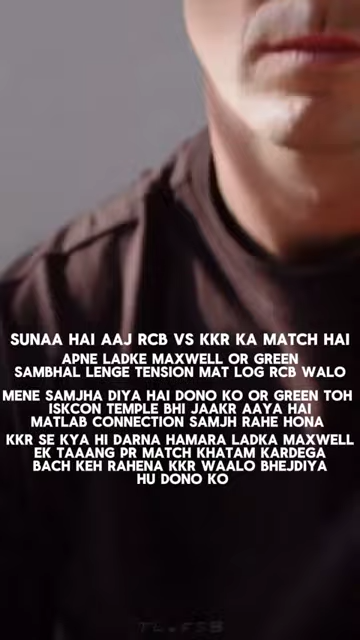 SUNAA HAI AAJ RCB VS KKR KA MATCH HAI
APNE LADKE MAXWELL OR GREEN
SAMBHAL LENGE TENSION MAT LOG RCB WALO
MENE SAMJHA DIYA HAI DONO KO OR GREEN TOH
ISKCON TEMPLE BHI JAAKR AAYA HAI
MATLAB CONNECTION SAMJH RAHE HONA
KKR SE KYA HI DARNA HAMARA LADKA MAXWELL
EK TAAANG PR MATCH KHATAM KARDEGA
BACH KEH RAHENA KKR WAALO BHEJDIYA
HU DONO KO